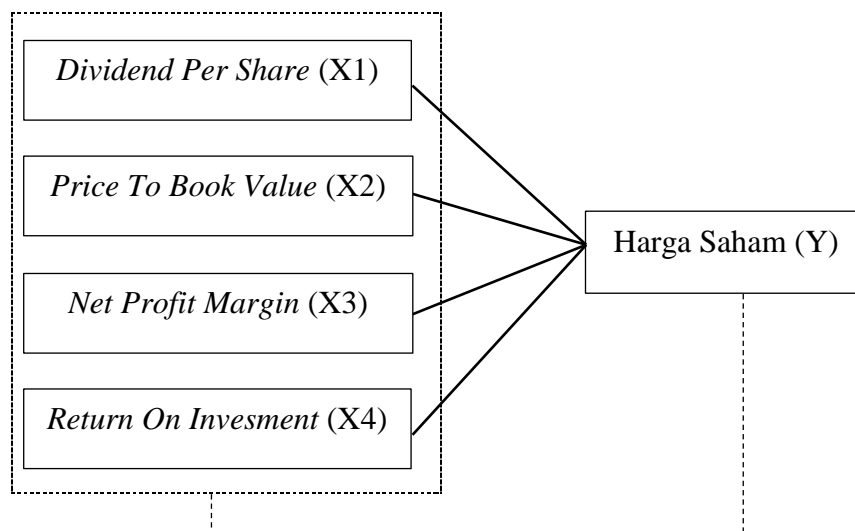 Dividend Per Share (X1)
Price To Book Value (X2)
Harga Saham (Y)
Net Profit Margin (X3)
Return On Invesment (X4)